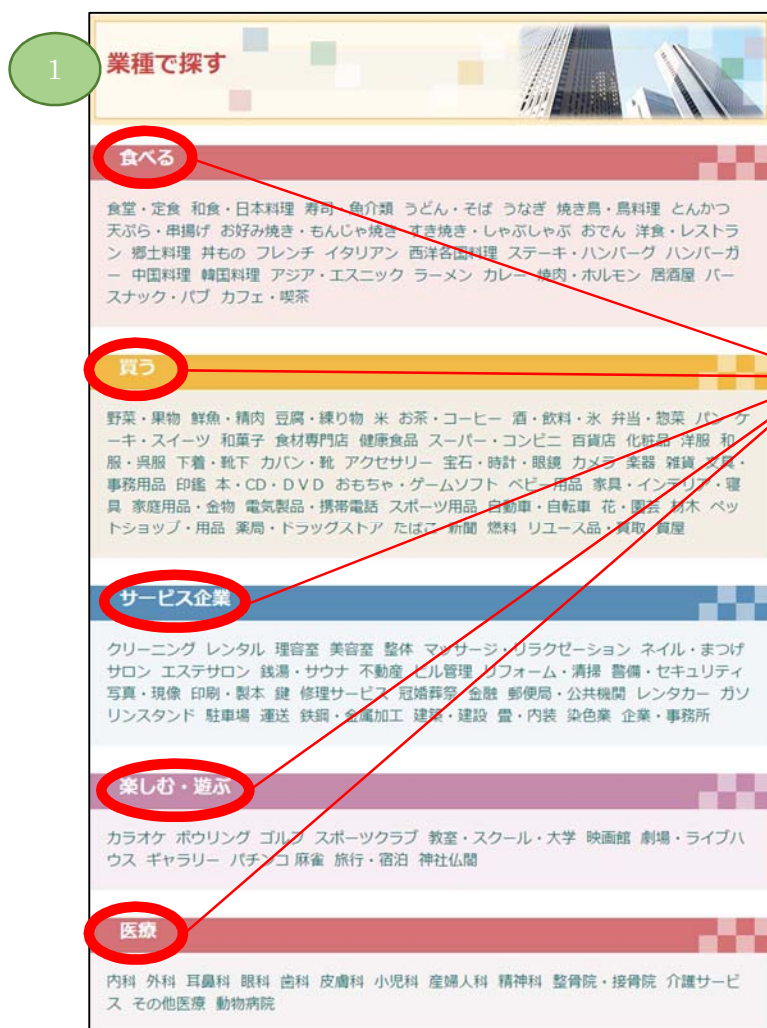 1
業種で探す
食べる
食堂・定食 和食・日本料理 寿司・魚介類 うどん・そば うなぎ 焼き鳥・鳥料理 とんかつ
天ぷら・串揚げ お好み焼き・もんじゃ焼き すき焼き・しゃぶしゃぶ おでん 洋食・レストラ
ン 郷土料理 丼もの フレンチ イタリアン 西洋各国料理 ステーキ・ハンバーグ ハンバーガ
ー 中国料理 韓国料理 アジア・エスニック ラーメン カレー 焼肉・ホルモン 居酒屋 バー
スナック・パブ カフェ・喫茶
買う
野菜・果物 鮮魚・精肉 豆腐・練り物 米 お茶・コーヒー 酒・飲料・氷 弁当・惣菜 パン ケ
ーキ・スイーツ 和菓子 食材専門店 健康食品 スーパー・コンビニ 百貨店 化粧品 洋服 和
服・呉服 下着・靴下 カバン・靴 アクセサリー 宝石・時計・眼鏡 カメラ 楽器 雑貨 文具・
事務用品 印鑑 本・CD・DVD おもちゃ・ゲームソフト ベビー用品 家具・インテリア・寝
具 家庭用品・金物 電気製品・携帯電話 スポーツ用品 自動車・自転車 花・園芸 材木 ペッ
トショップ・用品 薬局・ドラッグストア たばこ 新聞 燃料 リユース品・買取 質屋
サービス企業
クリーニング レンタル 理容室 美容室 整体 マッサージ・リラクゼーション ネイル・まつげ
サロン エステサロン 銭湯・サウナ 不動産 ビル管理 リフォーム・清掃 警備・セキュリティ
写真・現像 印刷・製本 鍵 修理サービス 冠婚葬祭 金融 郵便局・公共機関 レンタカー ガソ
リンスタンド 駐車場 運送 鉄鋼・金属加工 建築・建設 畳・内装 染色業 企業・事務所
楽しむ・遊ぶ
カラオケ ボウリング ゴルフ スポーツクラブ 教室・スクール・大学 映画館 劇場・ライブハ
ウス ギャラリー パチンコ 麻雀 旅行・宿泊 神社仏閣
医療
内科 外科 耳鼻科 眼科 歯科 皮膚科 小児科 産婦人科 精神科 整骨院・接骨院 介護サービ
ス その他医療 動物病院